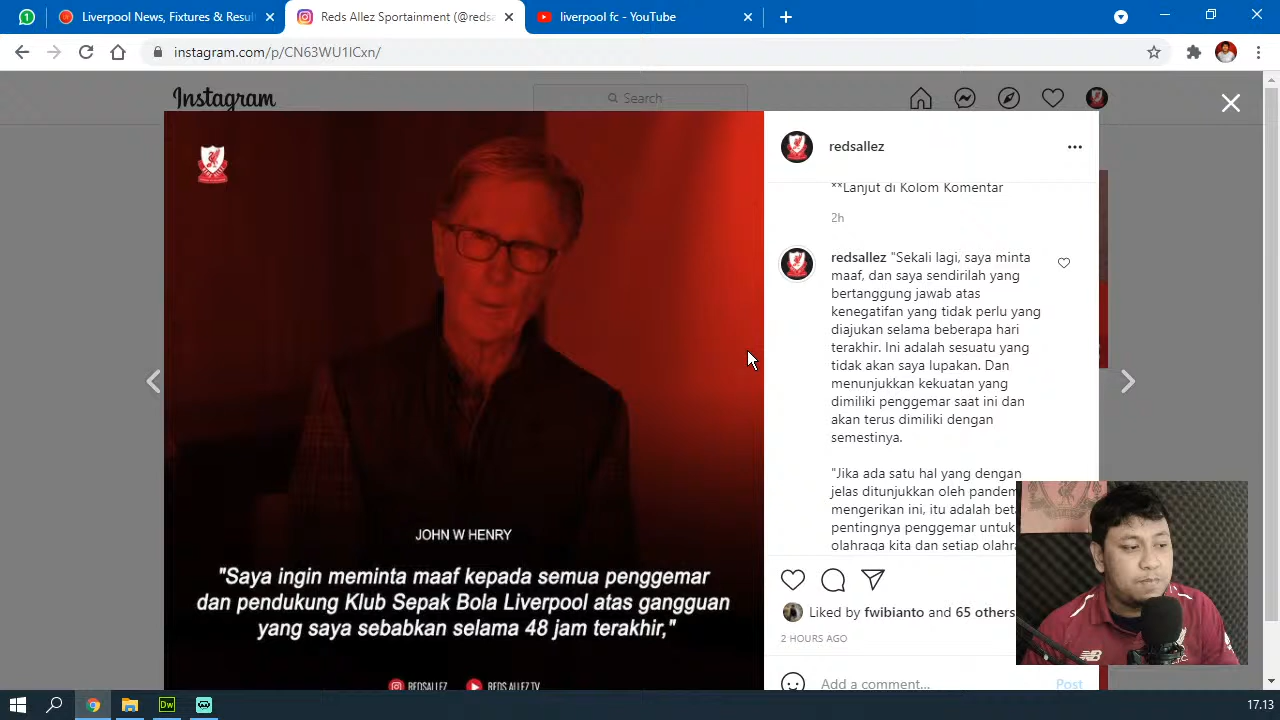 Liverpool News, Fixtures & Resul
Reds Allez Sportainment (@redsa
liverpool fc - YouTube
instagram.com/p/CN63WU1ICxn/
Instagram
Search
redsallez
**Lanjut di Kolom Komentar
2h
redsallez "Sekali lagi, saya minta
maaf, dan saya sendirilah yang
bertanggung jawab atas
kenegatifan yang tidak perlu yang
diajukan selama beberapa hari
terakhir. Ini adalah sesuatu yang
tidak akan saya lupakan. Dan
menunjukkan kekuatan yang
dimiliki penggemar saat ini dan
akan terus dimiliki dengan
semestinya.
"Jika ada satu hal yang dengan
jelas ditunjukkan oleh pandem
mengerikan ini, itu adalah beta
pentingnya penggemar untuk
olahraga kita dan setiap olahra
JOHN W HENRY
"Saya ingin meminta maaf kepada semua penggemar
dan pendukung Klub Sepak Bola Liverpool atas gangguan
yang saya sebabkan selama 48 jam terakhir,"
REDSALLEZ REDS ALLEZ TV
Liked by fwibianto and 65 others
2 HOURS AGO
Add a comment... Post
17.13